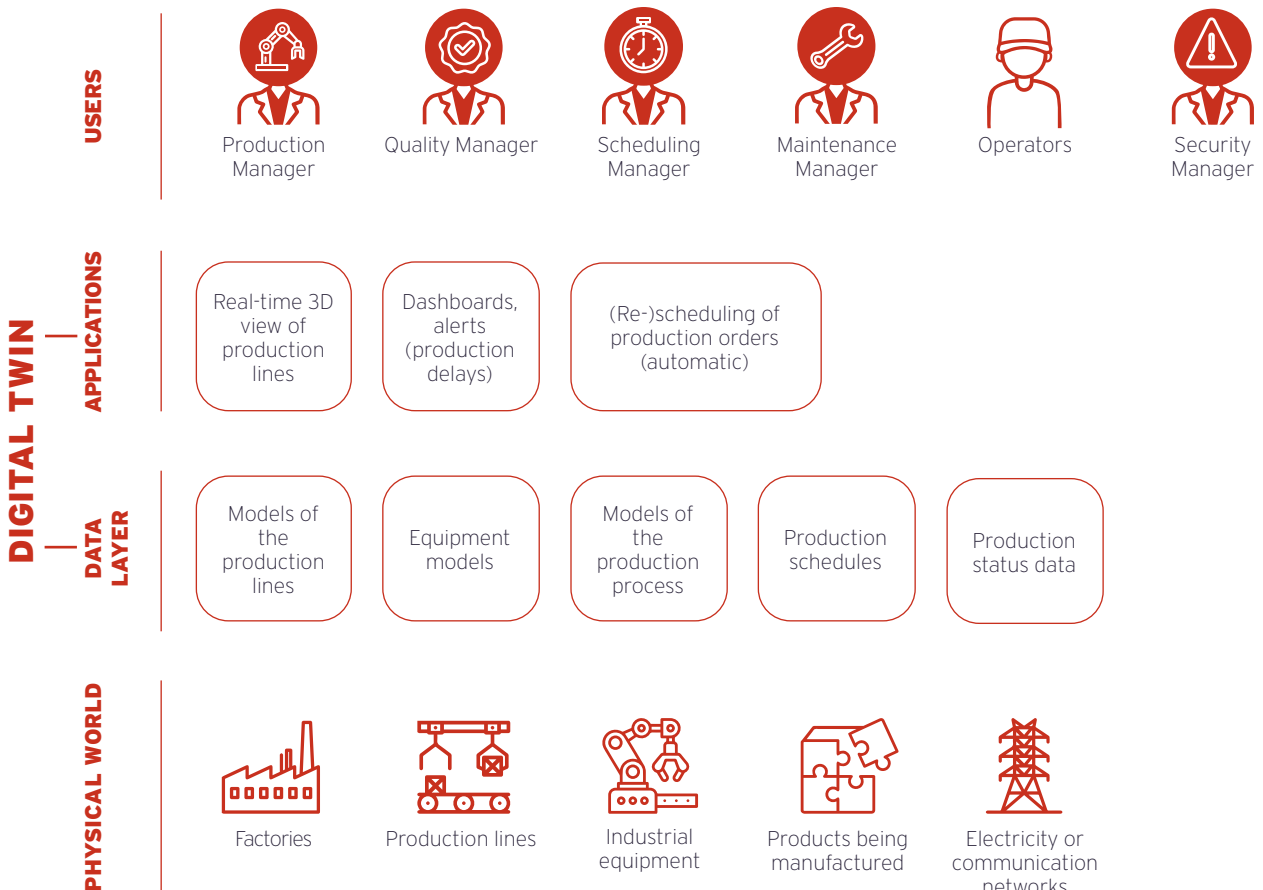 USERS
Production
Manager
Quality Manager
Scheduling
Manager
Maintenance
Manager
Operators
Security
Manager
DIGITAL TWIN
APPLICATIONS
Real-time 3D
view of
production
lines
Dashboards,
alerts
(production
delays)
(Re-)scheduling of
production orders
(automatic)
DATA
LAYER
Models of
the
production
lines
Equipment
models
Models of
the
production
process
Production
schedules
Production
status data
PHYSICAL WORLD
Factories
Production lines
Industrial
equipment
Products being
manufactured
Electricity or
communication
networks